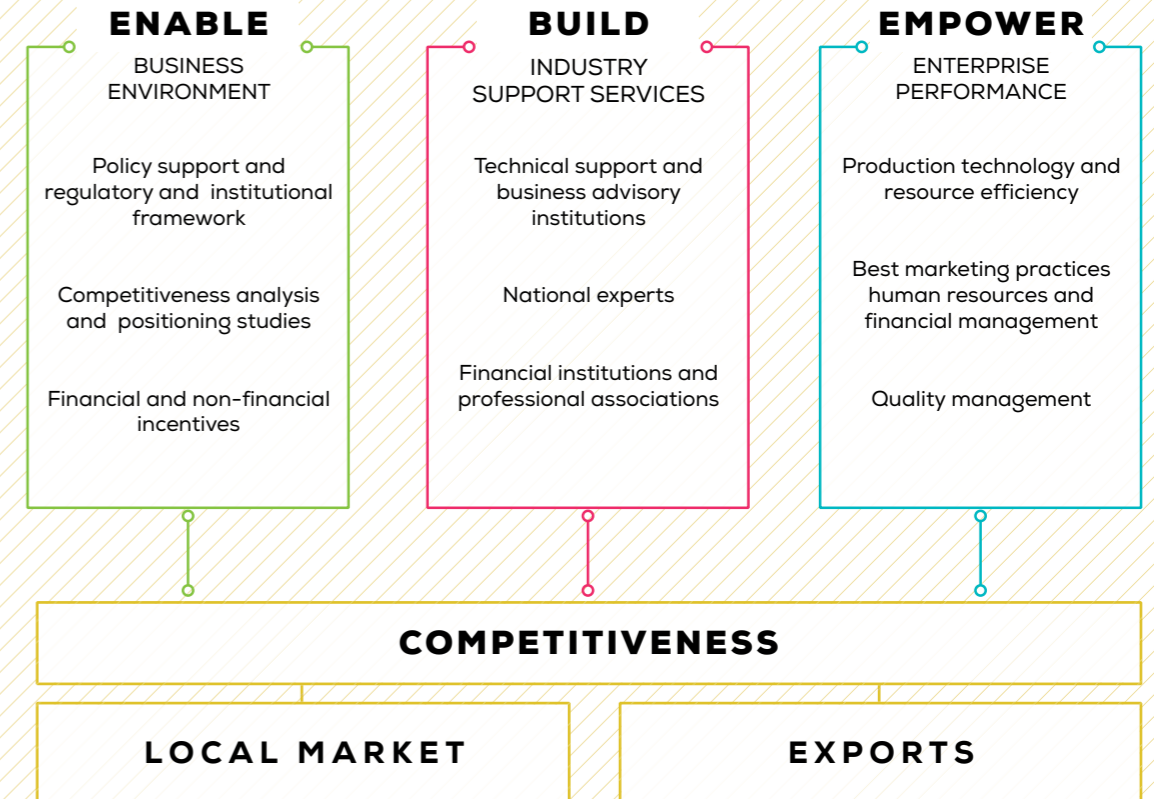 ENABLE
BUSINESS
ENVIRONMENT
Policy support and
regulatory and institutional
framework
Competitiveness analysis
and positioning studies
Financial and non-financial
incentives
BUILD
INDUSTRY
SUPPORT SERVICES
Technical support and
business advisory
institutions
National experts
Financial institutions and
professional associations
EMPOWER
ENTERPRISE
PERFORMANCE
Production technology and
resource efficiency
Best marketing practices
human resources and
financial management
Quality management
COMPETITIVENESS
LOCAL MARKET
EXPORTS